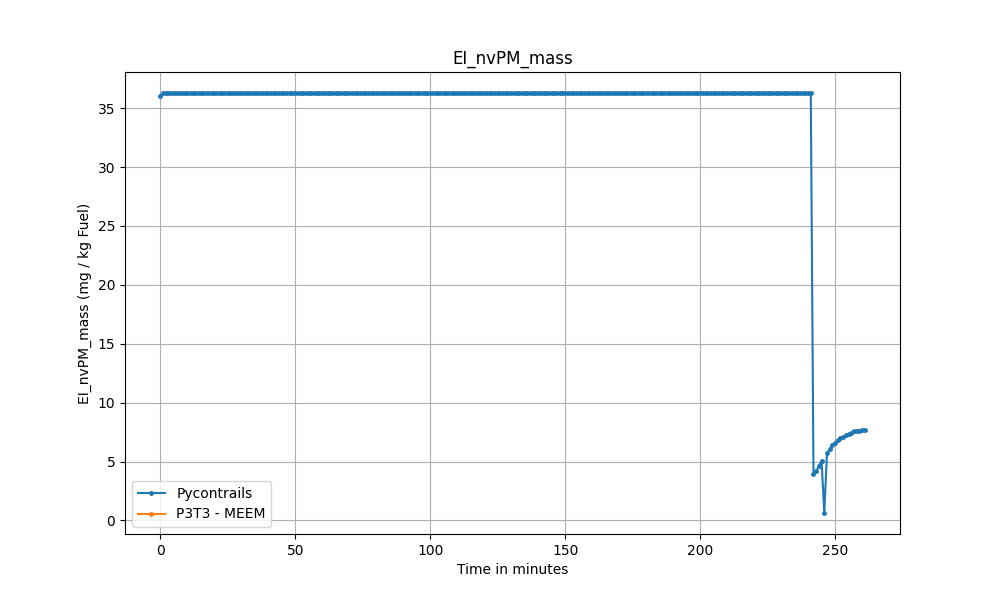 EI_nvPM_mass
EI_nvPM_mass (mg / kg Fuel)
35
30
25
20
15
10
5
0
Pycontrails
P3T3 - MEEM
0 50 100 150 200 250
Time in minutes